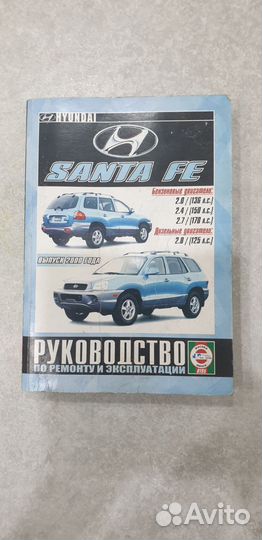 HYUNDAI
SANTA FE
Бензиновые двигатели:
2.0 / (136 л.с.)
2.4 / (150 л.с.)
2.7 / (179 л.с.)
Дизельные двигатели:
2.0 / (125 л.с.)
ВЫПУСК 2000 ГОДА
РУКОВОДСТВО
ПО РЕМОНТУ И ЭКСПЛУАТАЦИИ
Avito